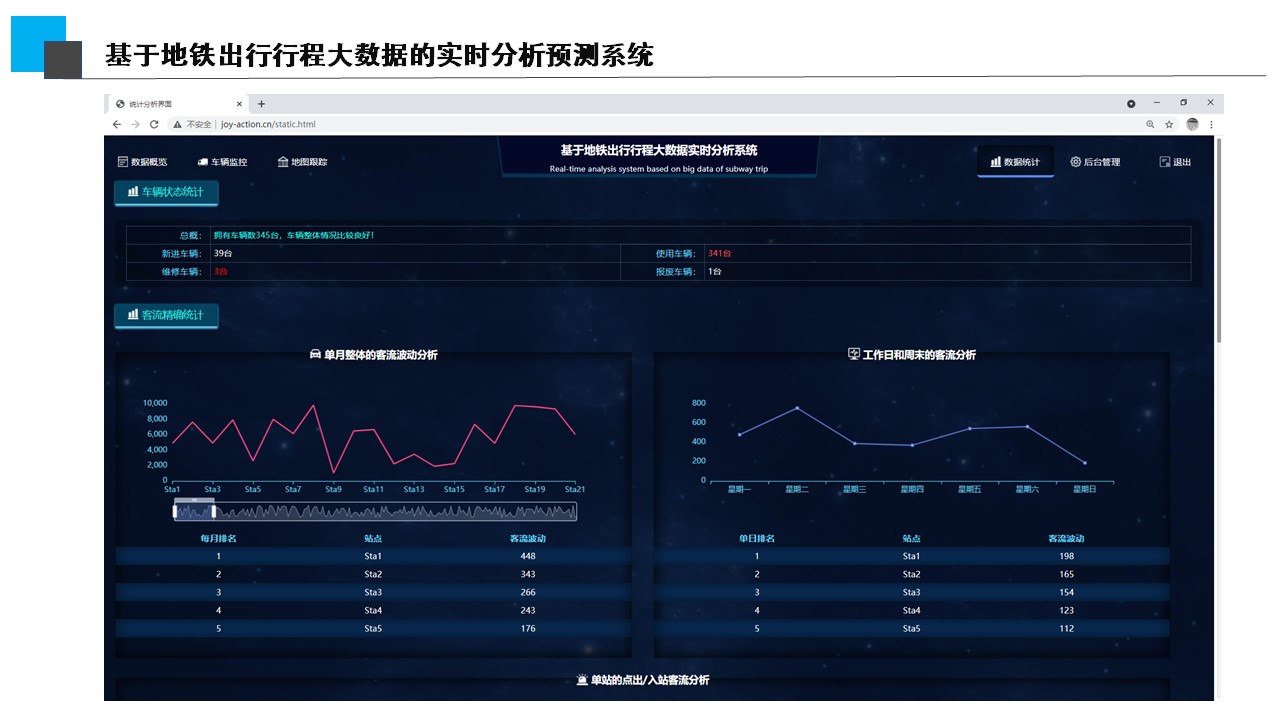 基于地铁出行行程大数据的实时分析预测系统
统计分析界面
不安全 | joy-action.cn/static.html
数据概览 车辆监控 地图跟踪
基于地铁出行行程大数据实时分析系统
Real-time analysis system based on big data of subway trip
数据统计 后台管理 退出
车辆状态统计
总概: 拥有车辆数345台，车辆整体情况比较良好！
新进车辆: 39台 使用车辆: 341台
维修车辆: 3台 报废车辆: 1台
客流精确统计
单月整体的客流波动分析
10,000
8,000
6,000
4,000
2,000
0
Sta1 Sta3 Sta5 Sta7 Sta9 Sta11 Sta13 Sta15 Sta17 Sta19 Sta21
每月排名 站点 客流波动
1 Sta1 448
2 Sta2 343
3 Sta3 266
4 Sta4 243
5 Sta5 176
工作日和周末的客流分析
800
600
400
200
0
星期一 星期二 星期三 星期四 星期五 星期六 星期日
单日排名 站点 客流波动
1 Sta1 198
2 Sta2 165
3 Sta3 154
4 Sta4 123
5 Sta5 112
单站的点出/入站客流分析